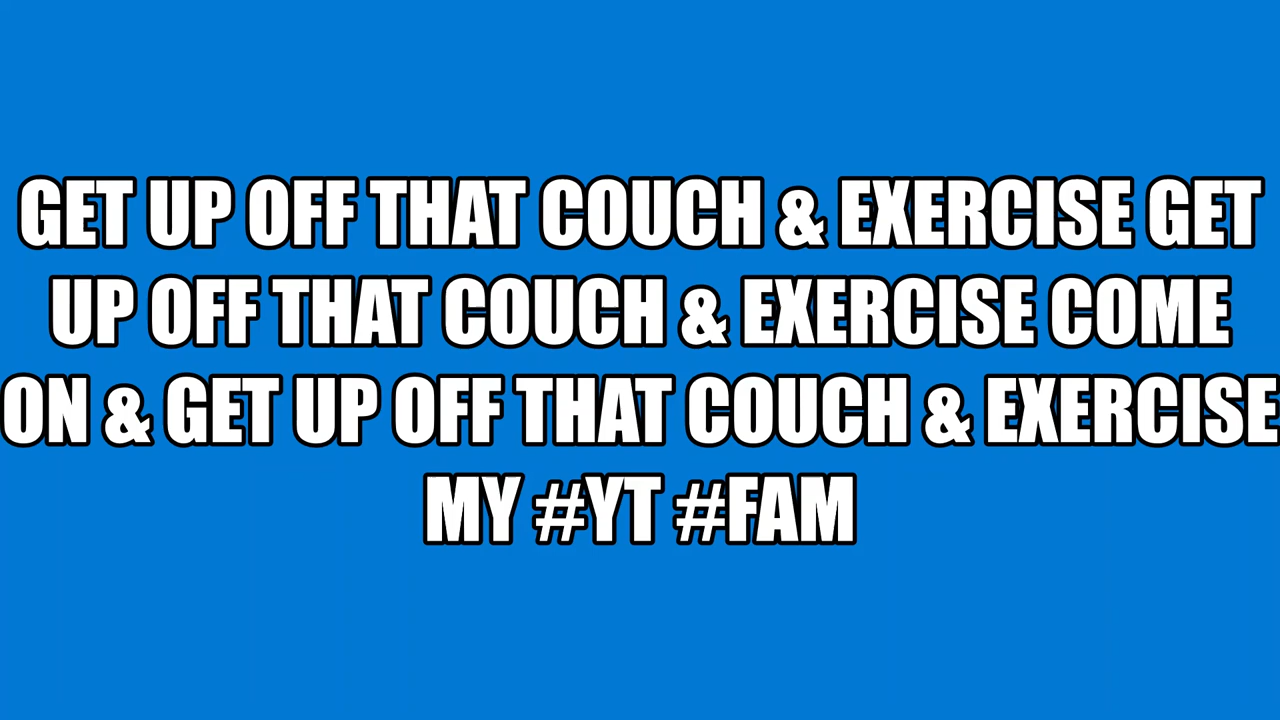 GET UP OFF THAT COUCH & EXERCISE GET
UP OFF THAT COUCH & EXERCISE COME
ON & GET UP OFF THAT COUCH & EXERCISE
MY #YT #FAM